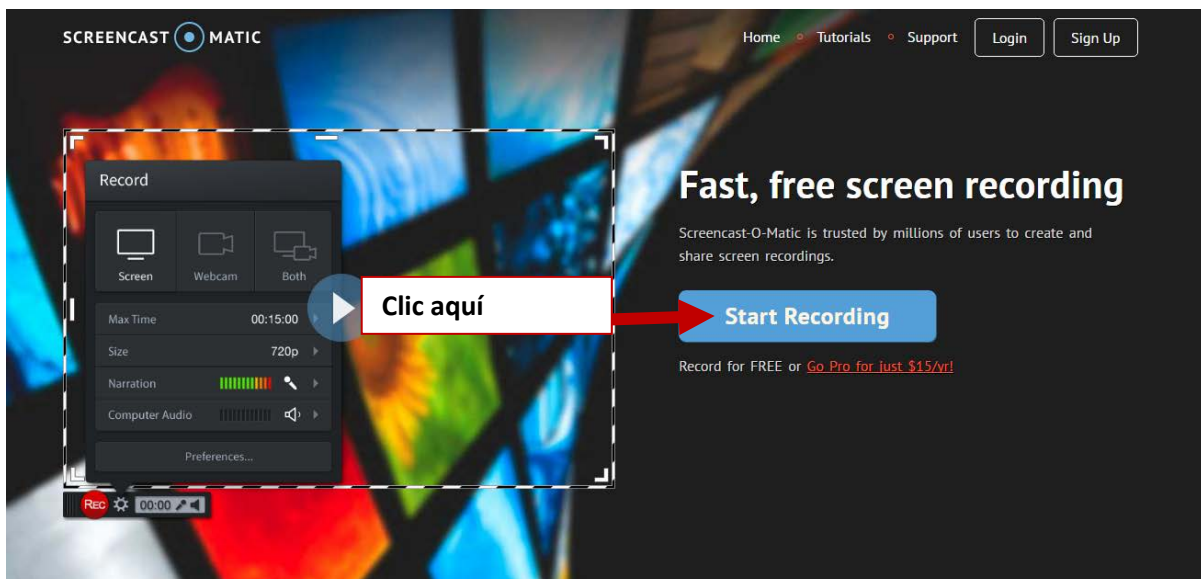 SCREENCAST O MATIC
Home Tutorials Support Login Sign Up
Record
Screen Webcam Both
Max Time 00:15:00
Size 720p
Narration
Computer Audio
Preferences...
REC 00:00
Clic aquí
Fast, free screen recording
Screencast-O-Matic is trusted by millions of users to create and
share screen recordings.
Start Recording
Record for FREE or Go Pro for just $15/yr!